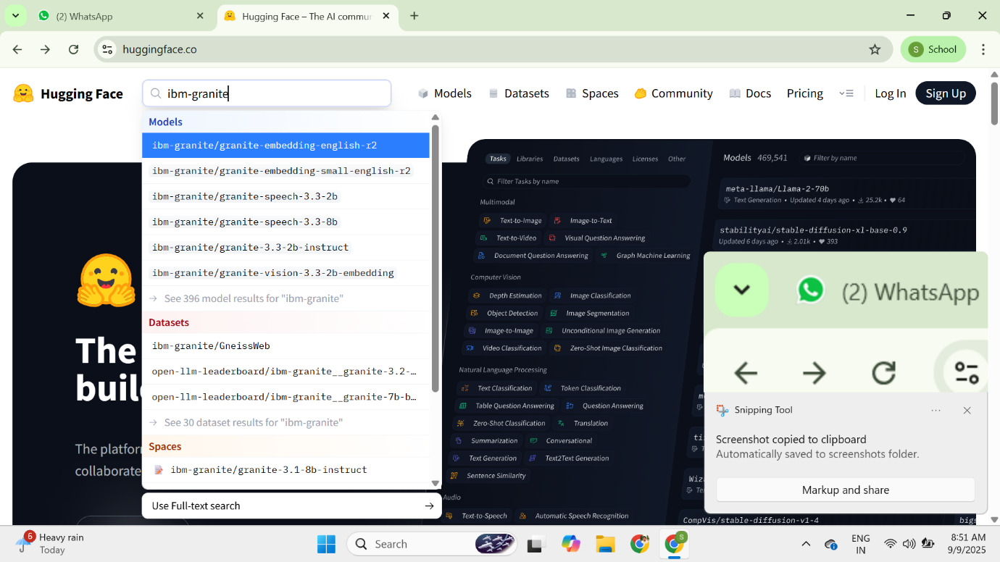 (2) WhatsApp
Hugging Face – The AI commu
huggingface.co
S School
Hugging Face
ibm-granite
Models
Datasets
Spaces
Community
Docs
Pricing
Log In
Sign Up
Models
ibm-granite/granite-embedding-english-r2
ibm-granite/granite-embedding-small-english-r2
ibm-granite/granite-speech-3.3-2b
ibm-granite/granite-speech-3.3-8b
ibm-granite/granite-3.3-2b-instruct
ibm-granite/granite-vision-3.3-2b-embedding
→ See 396 model results for "ibm-granite"
Datasets
ibm-granite/GneissWeb
open-llm-leaderboard/ibm-granite__granite-3.2-…
open-llm-leaderboard/ibm-granite__granite-7b-b…
→ See 30 dataset results for "ibm-granite"
Spaces
ibm-granite/granite-3.1-8b-instruct
Use Full-text search →
The
buil
The platfor
collaborate
Tasks Libraries Datasets Languages Licenses Other
Filter Tasks by name
Multimodal
Text-to-Image Image-to-Text
Text-to-Video Visual Question Answering
Document Question Answering Graph Machine Learning
Computer Vision
Depth Estimation Image Classification
Object Detection Image Segmentation
Image-to-Image Unconditional Image Generation
Video Classification Zero-Shot Image Classification
Natural Language Processing
Text Classification Token Classification
Table Question Answering Question Answering
Zero-Shot Classification Translation
Summarization Conversational
Text Generation Text2Text Generation
Sentence Similarity
Audio
Text-to-Speech Automatic Speech Recognition
Models 469,541 Filter by name
meta-llama/Llama-2-70b
Text Generation • Updated 4 days ago • 25.2k • 64
stabilityai/stable-diffusion-xl-base-0.9
Updated 6 days ago • 2.01k • 393
CompVis/stable-diffusion-v1-4
bigs
(2) WhatsApp
Snipping Tool
Screenshot copied to clipboard
Automatically saved to screenshots folder.
Markup and share
6
Heavy rain
Today
Search
S
ENG
IN
8:51 AM
9/9/2025